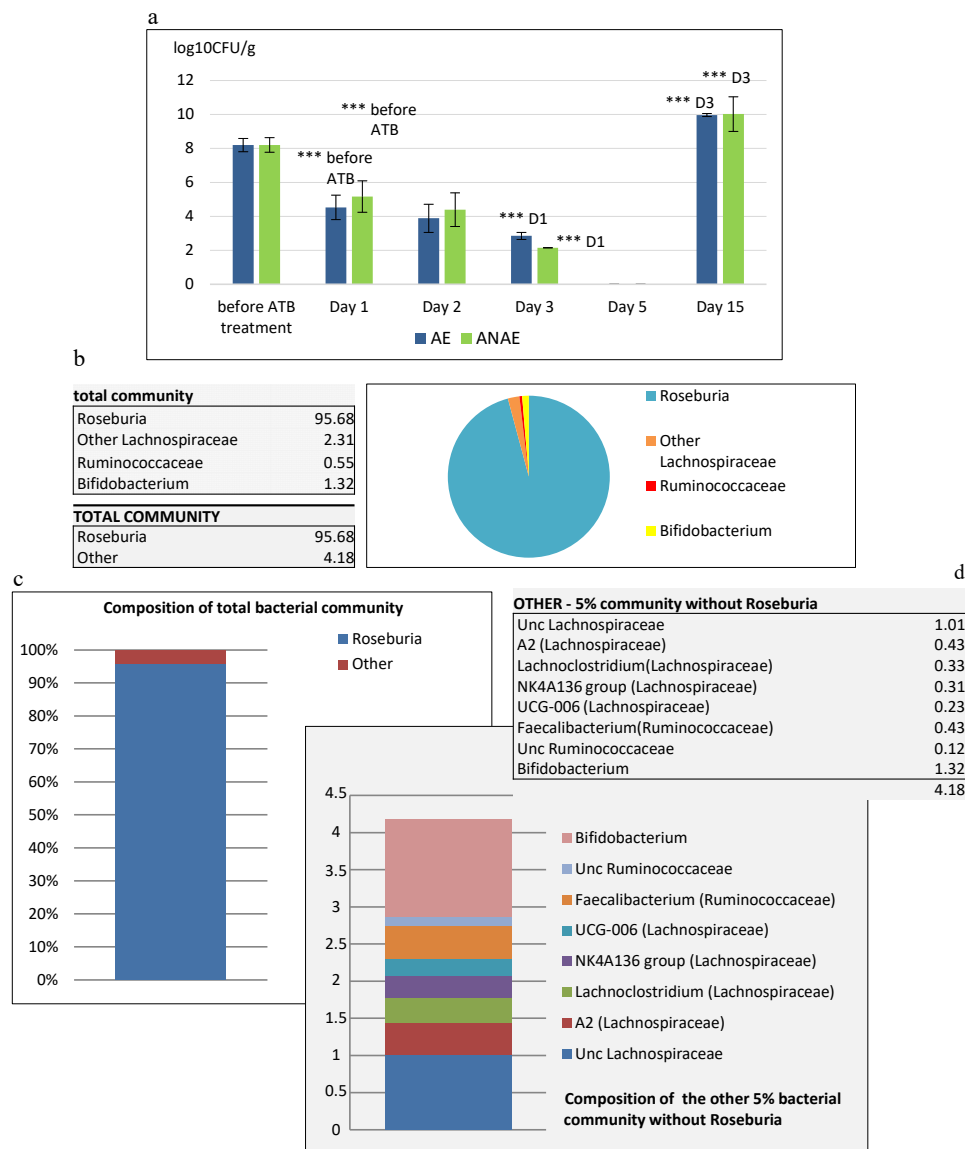 a
log10CFU/g
12
10
8
6
4
2
0
*** before
ATB
*** before
ATB
*** D1
*** D1
*** D3
*** D3
before ATB
treatment
Day 1
Day 2
Day 3
Day 5
Day 15
AE
ANAE
b
total community
Roseburia 95.68
Other Lachnospiraceae 2.31
Ruminococcaceae 0.55
Bifidobacterium 1.32
TOTAL COMMUNITY
Roseburia 95.68
Other 4.18
Roseburia
Other
Lachnospiraceae
Ruminococcaceae
Bifidobacterium
c
Composition of total bacterial community
Roseburia
Other
100%
90%
80%
70%
60%
50%
40%
30%
20%
10%
0%
d
OTHER - 5% community without Roseburia
Unc Lachnospiraceae 1.01
A2 (Lachnospiraceae) 0.43
Lachnoclostridium(Lachnospiraceae) 0.33
NK4A136 group (Lachnospiraceae) 0.31
UCG-006 (Lachnospiraceae) 0.23
Faecalibacterium(Ruminococcaceae) 0.43
Unc Ruminococcaceae 0.12
Bifidobacterium 1.32
4.18
4.5
4
3.5
3
2.5
2
1.5
1
0.5
0
Bifidobacterium
Unc Ruminococcaceae
Faecalibacterium (Ruminococcaceae)
UCG-006 (Lachnospiraceae)
NK4A136 group (Lachnospiraceae)
Lachnoclostridium (Lachnospiraceae)
A2 (Lachnospiraceae)
Unc Lachnospiraceae
Composition of the other 5% bacterial
community without Roseburia